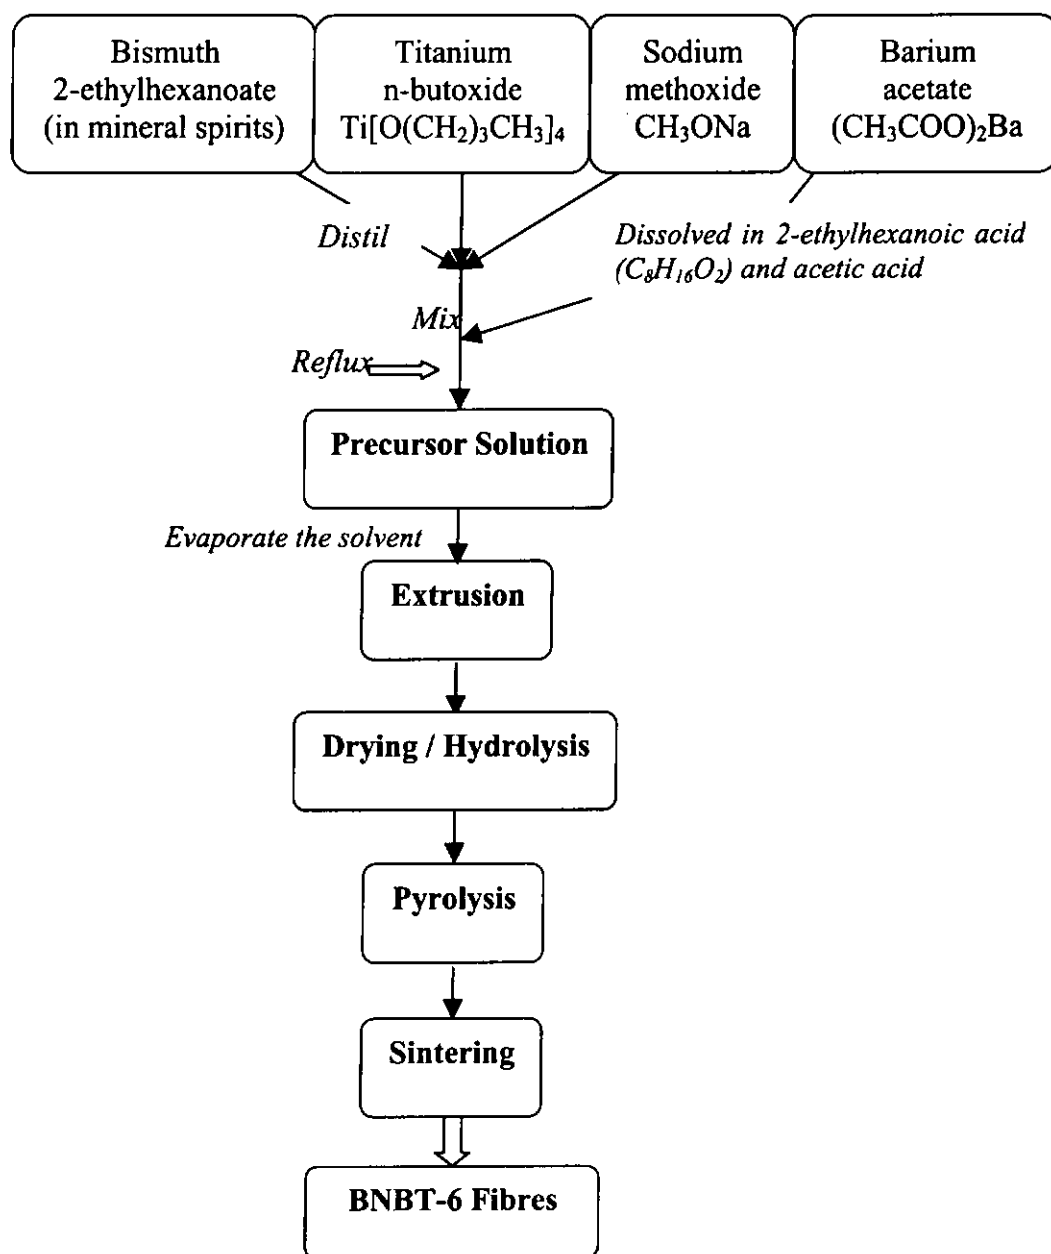 Bismuth
2-ethylhexanoate
(in mineral spirits)
Titanium
n-butoxide
Ti[O(CH₂)₃CH₃]₄
Sodium
methoxide
CH₃ONa
Barium
acetate
(CH₃COO)₂Ba
Distil
Dissolved in 2-ethylhexanoic acid
(C₈H₁₆O₂) and acetic acid
Mix
Reflux
Precursor Solution
Evaporate the solvent
Extrusion
Drying / Hydrolysis
Pyrolysis
Sintering
BNBT-6 Fibres